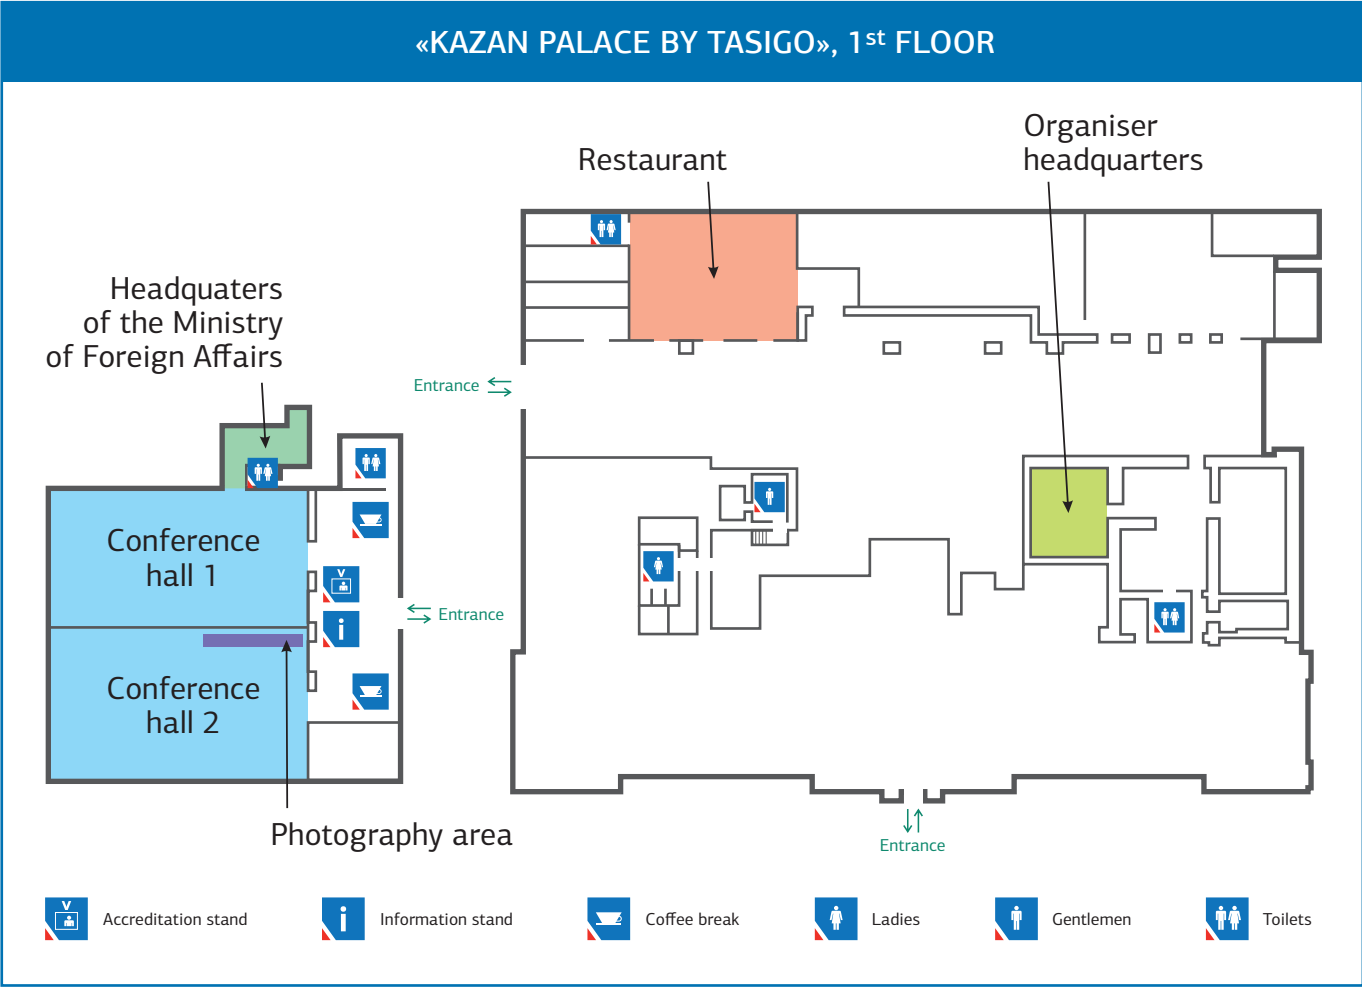 «KAZAN PALACE BY TASIGO», 1st FLOOR
Organiser
headquarters
Restaurant
Headquaters
of the Ministry
of Foreign Affairs
Entrance
Conference
hall 1
V
i
Entrance
Conference
hall 2
Photography area
Entrance
V
Accreditation stand
i
Information stand
Coffee break
Ladies
Gentlemen
Toilets